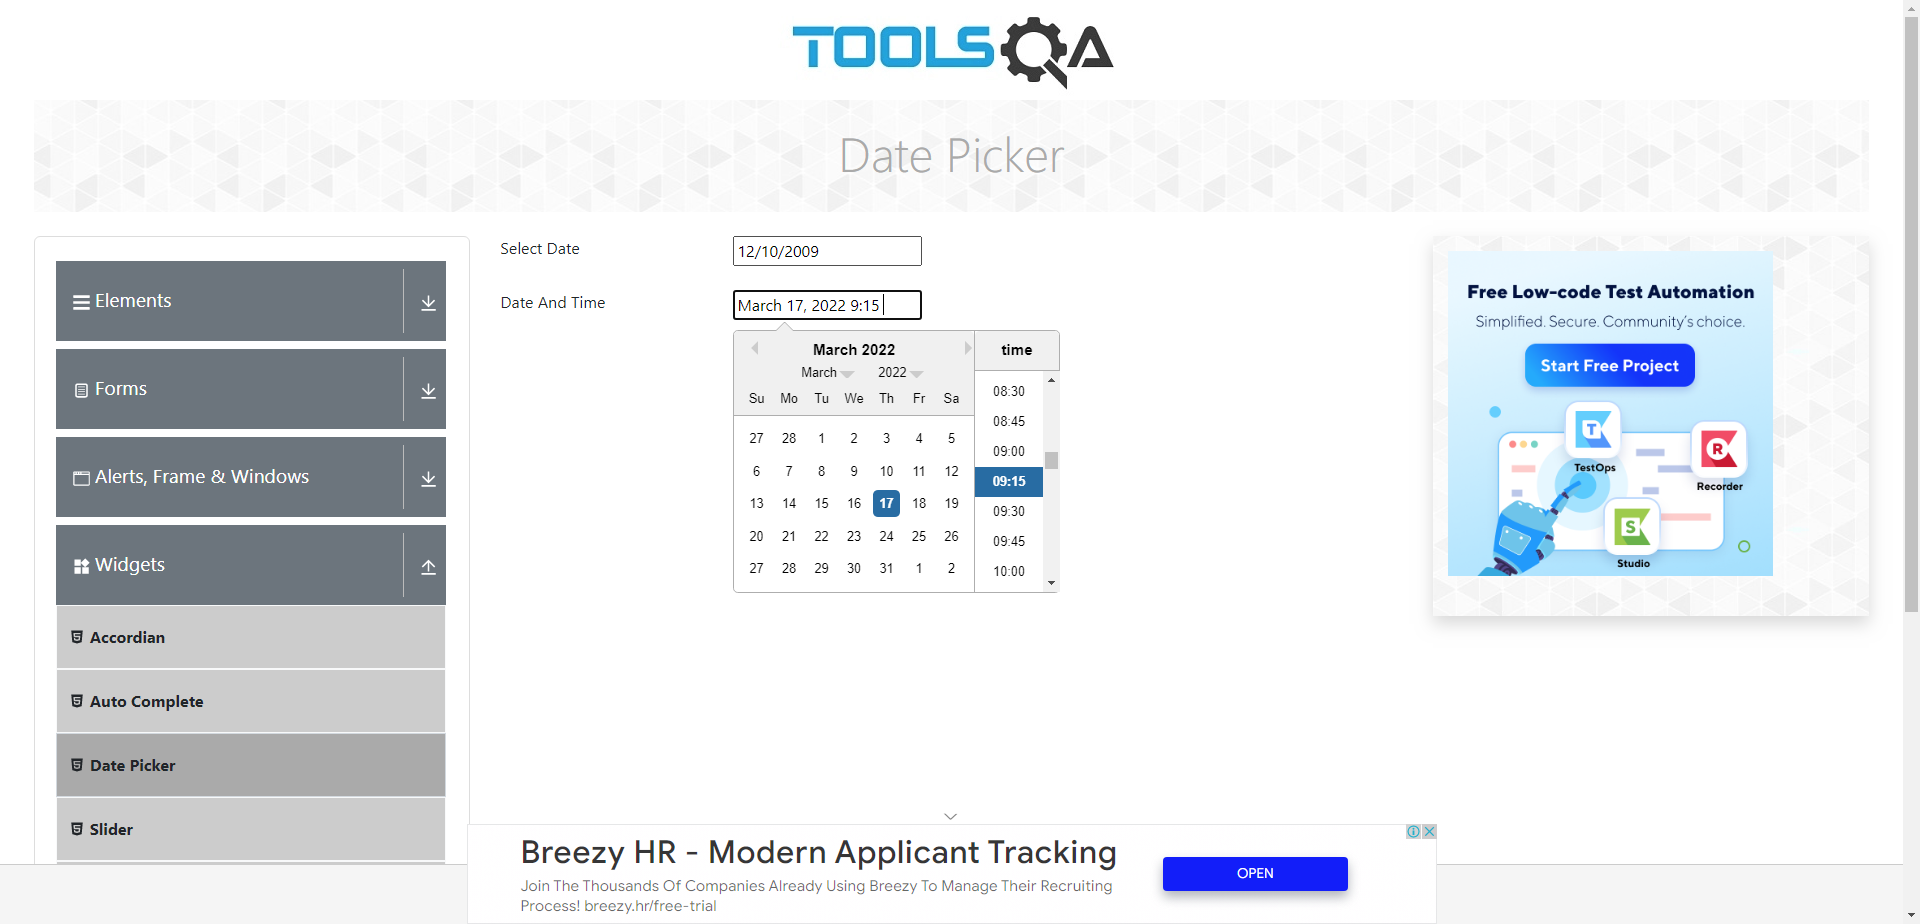 TOOLSQA
Date Picker
Elements
Forms
Alerts, Frame & Windows
Widgets
Accordian
Auto Complete
Date Picker
Slider
Select Date
12/10/2009
Date And Time
March 17, 2022 9:15
March 2022
March 2022
Su Mo Tu We Th Fr Sa
27 28 1 2 3 4 5
6 7 8 9 10 11 12
13 14 15 16 17 18 19
20 21 22 23 24 25 26
27 28 29 30 31 1 2
time
08:30
08:45
09:00
09:15
09:30
09:45
10:00
Free Low-code Test Automation
Simplified. Secure. Community's choice.
Start Free Project
T
TestOps
R
Recorder
S
Studio
Breezy HR - Modern Applicant Tracking
Join The Thousands Of Companies Already Using Breezy To Manage Their Recruiting
Process! breezy.hr/free-trial
OPEN